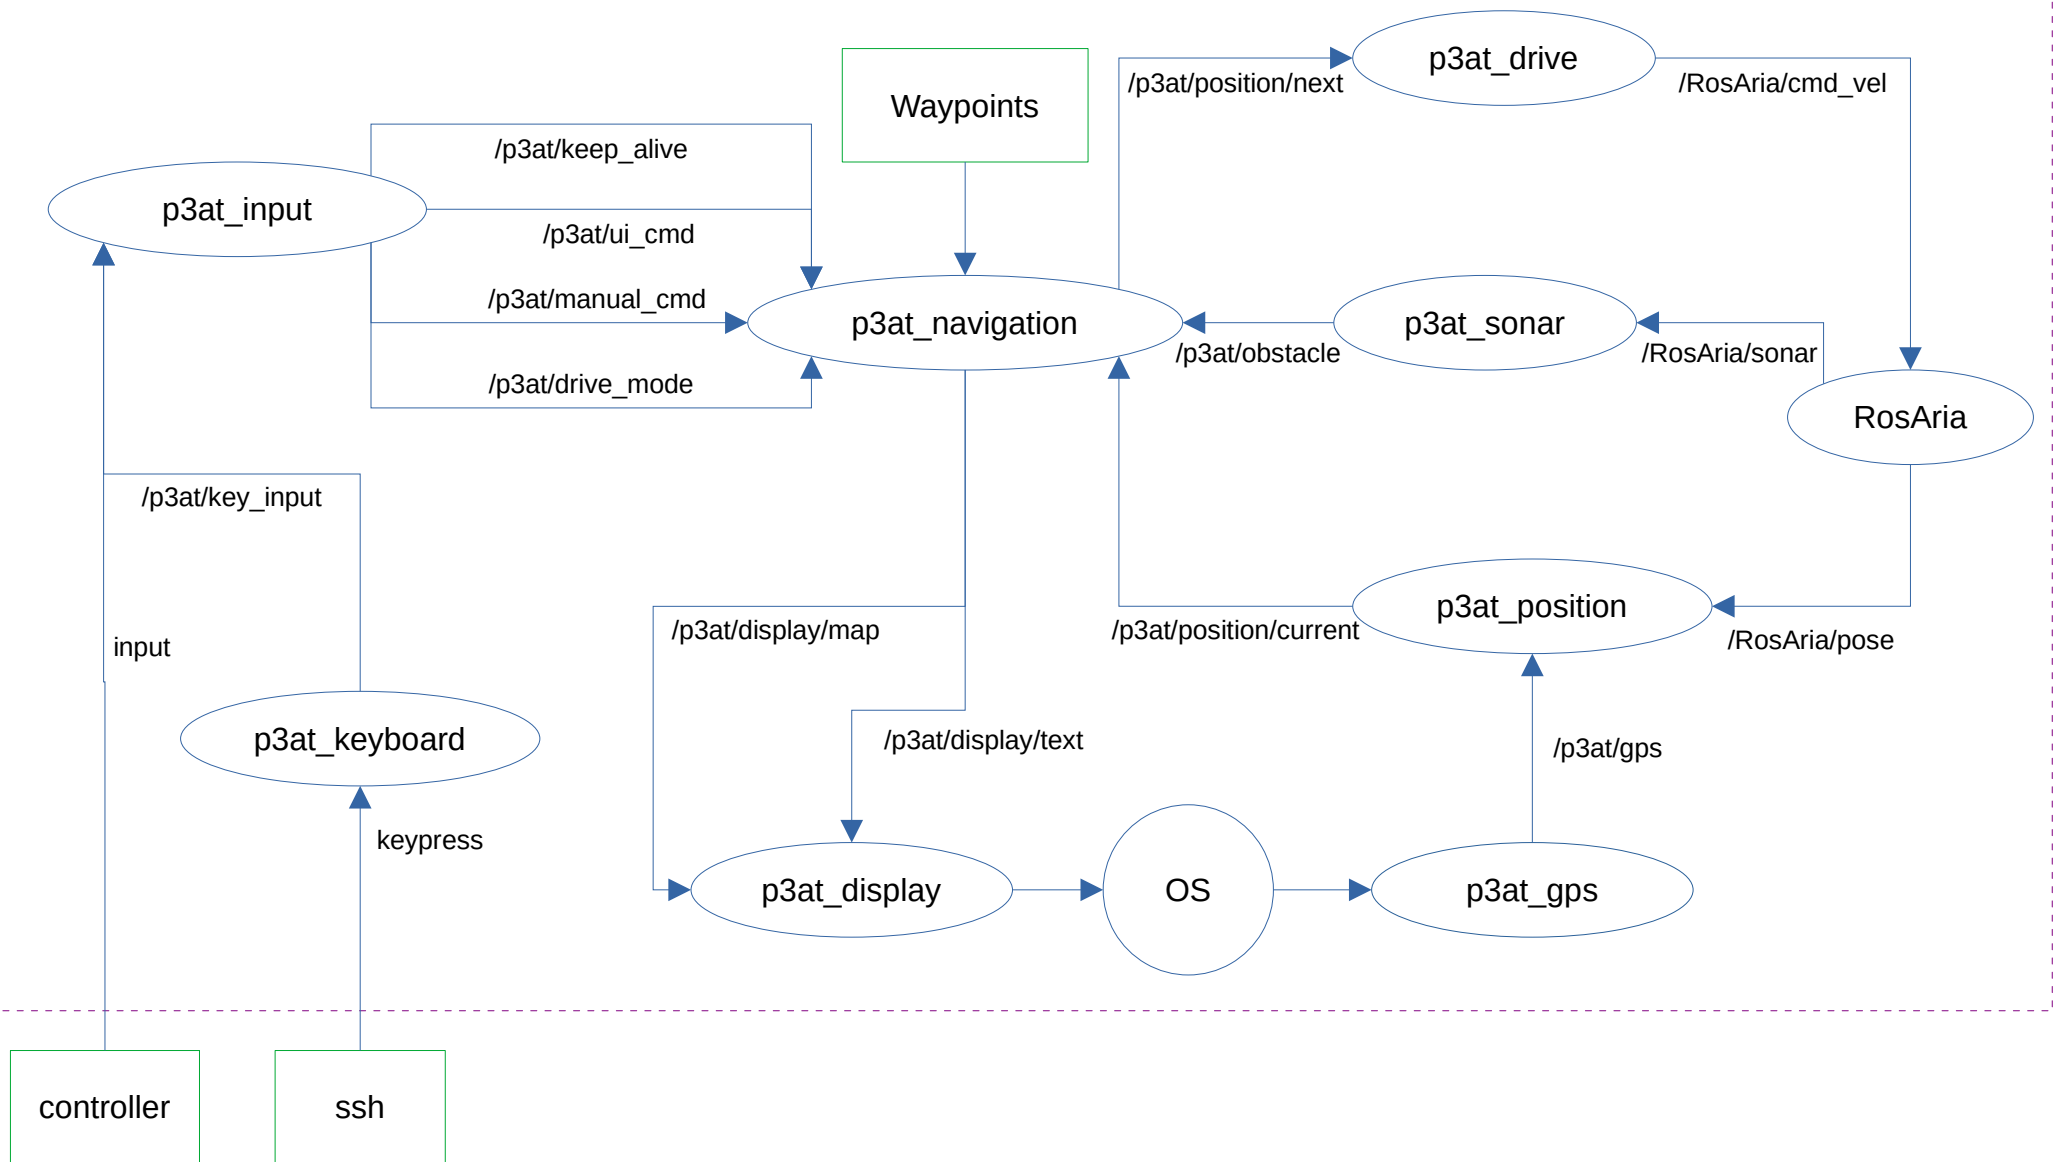 p3at_drive
/p3at/position/next
/RosAria/cmd_vel
Waypoints
/p3at/keep_alive
p3at_input
/p3at/ui_cmd
/p3at/manual_cmd
p3at_navigation
p3at_sonar
/p3at/obstacle
/RosAria/sonar
/p3at/drive_mode
RosAria
/p3at/key_input
p3at_position
/p3at/display/map
/p3at/position/current
/RosAria/pose
input
p3at_keyboard
/p3at/display/text
/p3at/gps
keypress
p3at_display
OS
p3at_gps
controller
ssh